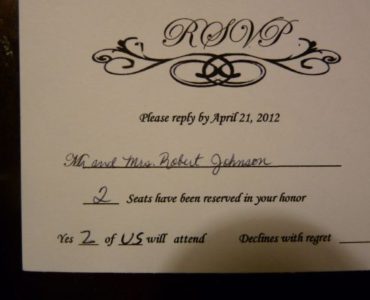 RSVP
Please reply by April 21, 2012
Mr and Mrs. Robert Johnson
2 Seats have been reserved in your honor
Yes 2 of US will attend Declines with regret